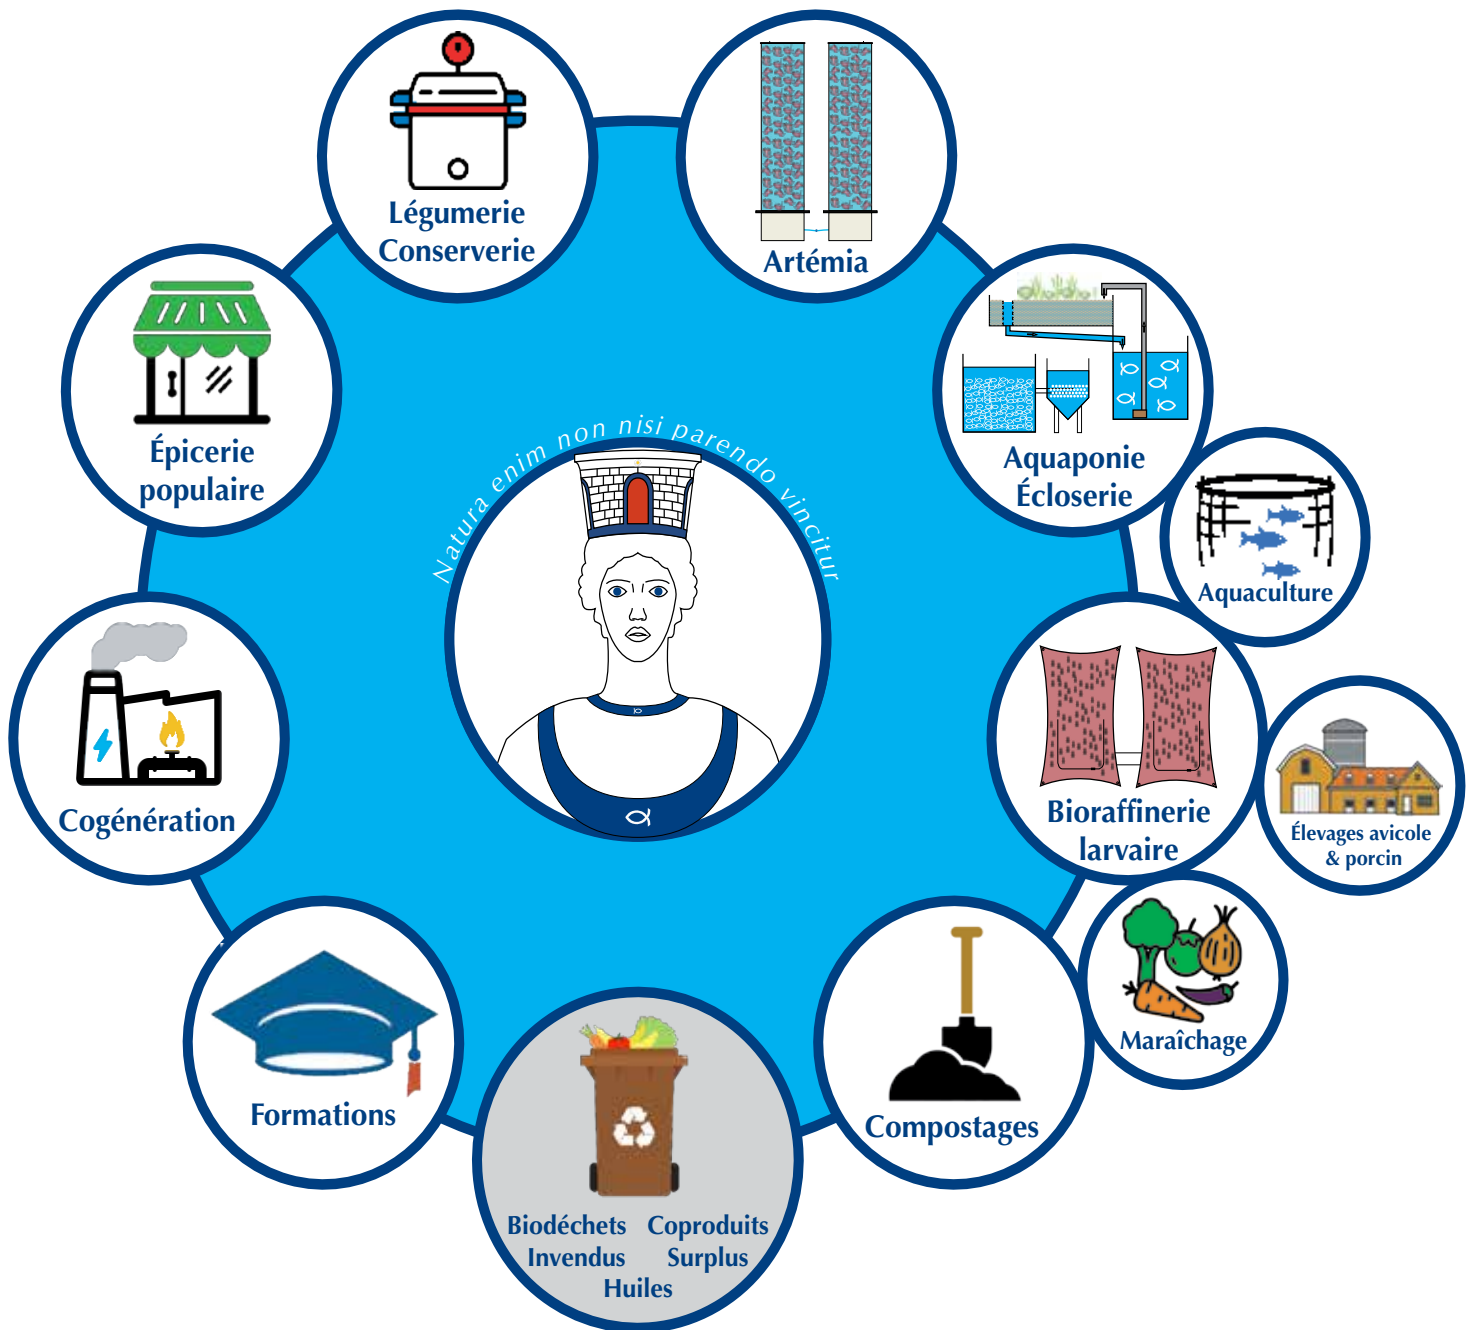 Légumerie
Conserverie
Artémia
Épicerie
populaire
Aquaponie
Écloserie
Aquaculture
Natura enim non nisi parendo vincitur
Cogénération
Bioraffinerie
larvaire
Élevages avicole
& porcin
Maraîchage
Formations
Compostages
Biodéchets Coproduits
Invendus Surplus
Huiles